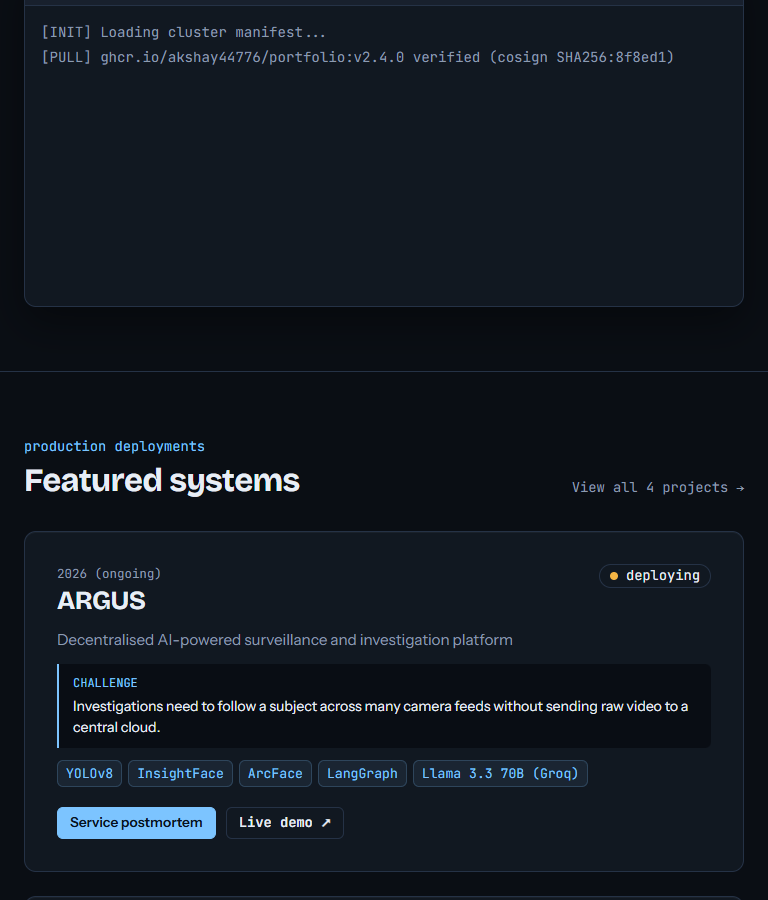 [INIT] Loading cluster manifest...
[PULL] ghcr.io/akshay44776/portfolio:v2.4.0 verified (cosign SHA256:8f8ed1)
production deployments
Featured systems
View all 4 projects →
2026 (ongoing)
deploying
ARGUS
Decentralised AI-powered surveillance and investigation platform
CHALLENGE
Investigations need to follow a subject across many camera feeds without sending raw video to a
central cloud.
YOLOv8 InsightFace ArcFace LangGraph Llama 3.3 70B (Groq)
Service postmortem Live demo ↗